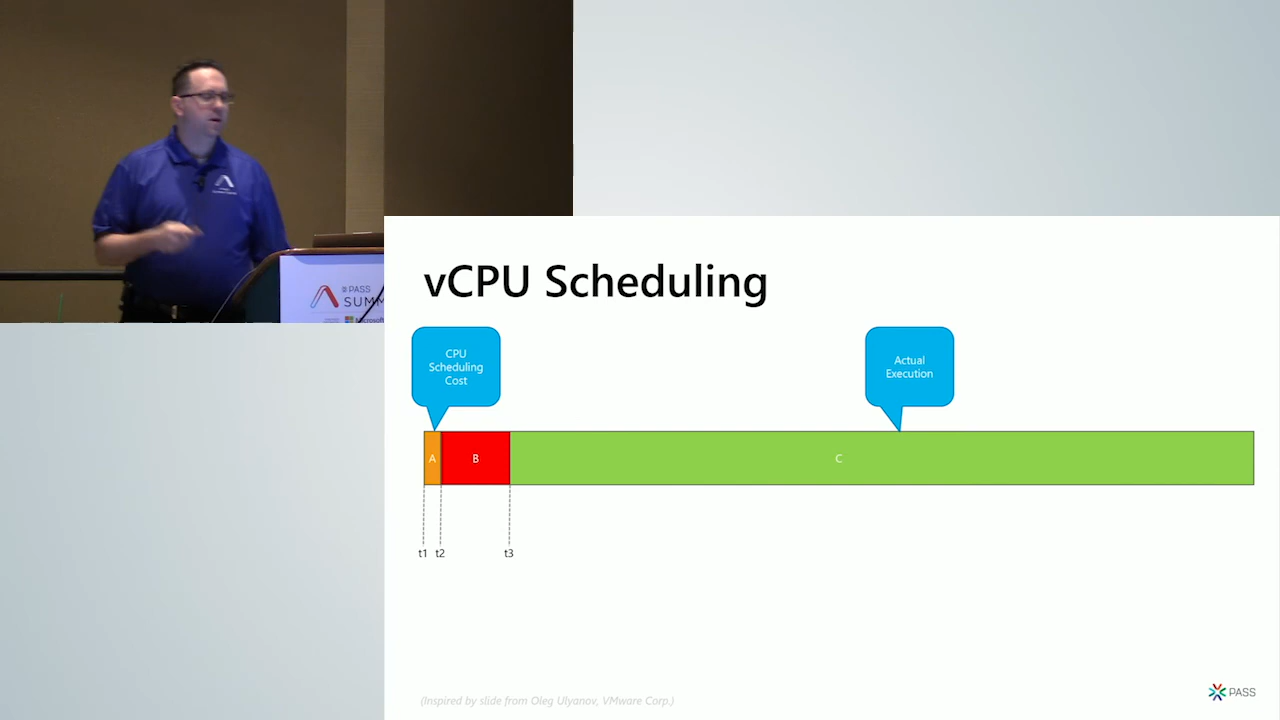 PASS
SUMM
Microsoft
vCPU Scheduling
CPU
Scheduling
Cost
Actual
Execution
A
B
C
t1
t2
t3
(Inspired by slide from Oleg Ulyanov, VMware Corp.)
PASS